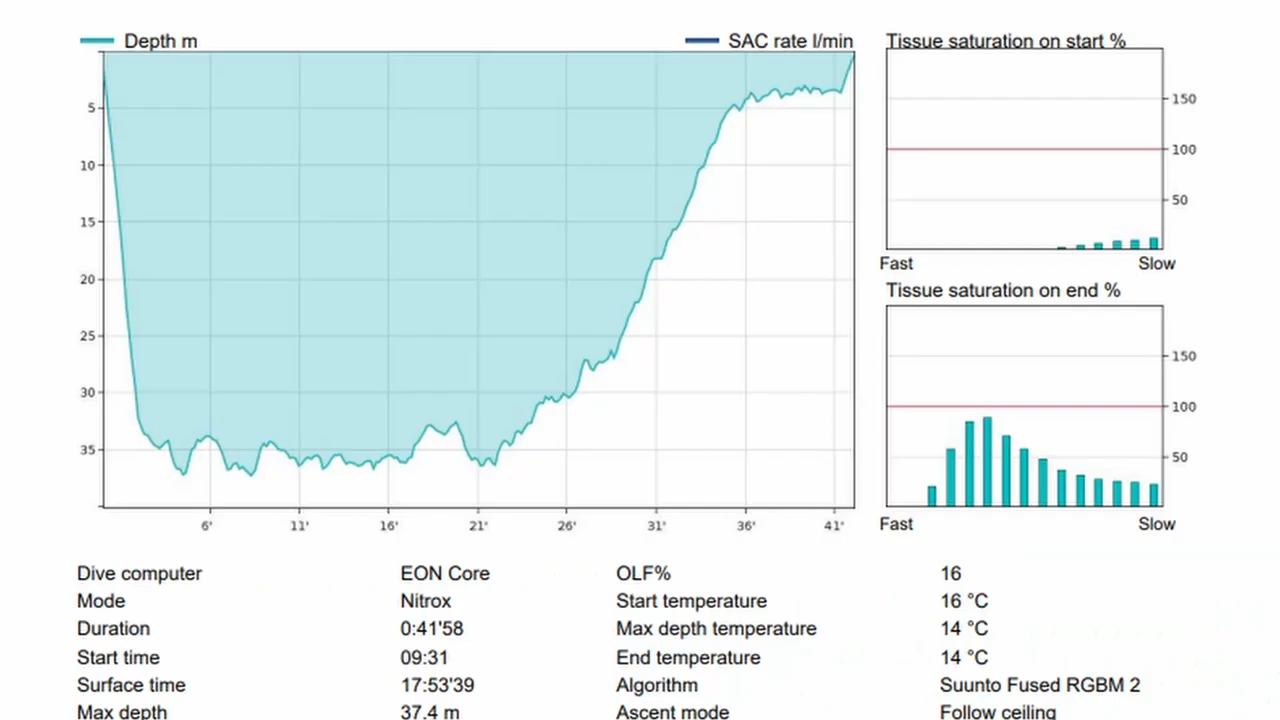 Depth m
SAC rate l/min
5
10
15
20
25
30
35
6'
11'
16'
21'
26'
31'
36'
41'
Tissue saturation on start %
150
100
50
Fast
Slow
Tissue saturation on end %
150
100
50
Fast
Slow
Dive computer EON Core OLF% 16
Mode Nitrox Start temperature 16 °C
Duration 0:41'58 Max depth temperature 14 °C
Start time 09:31 End temperature 14 °C
Surface time 17:53'39 Algorithm Suunto Fused RGBM 2
Max depth 37.4 m Ascent mode Follow ceiling